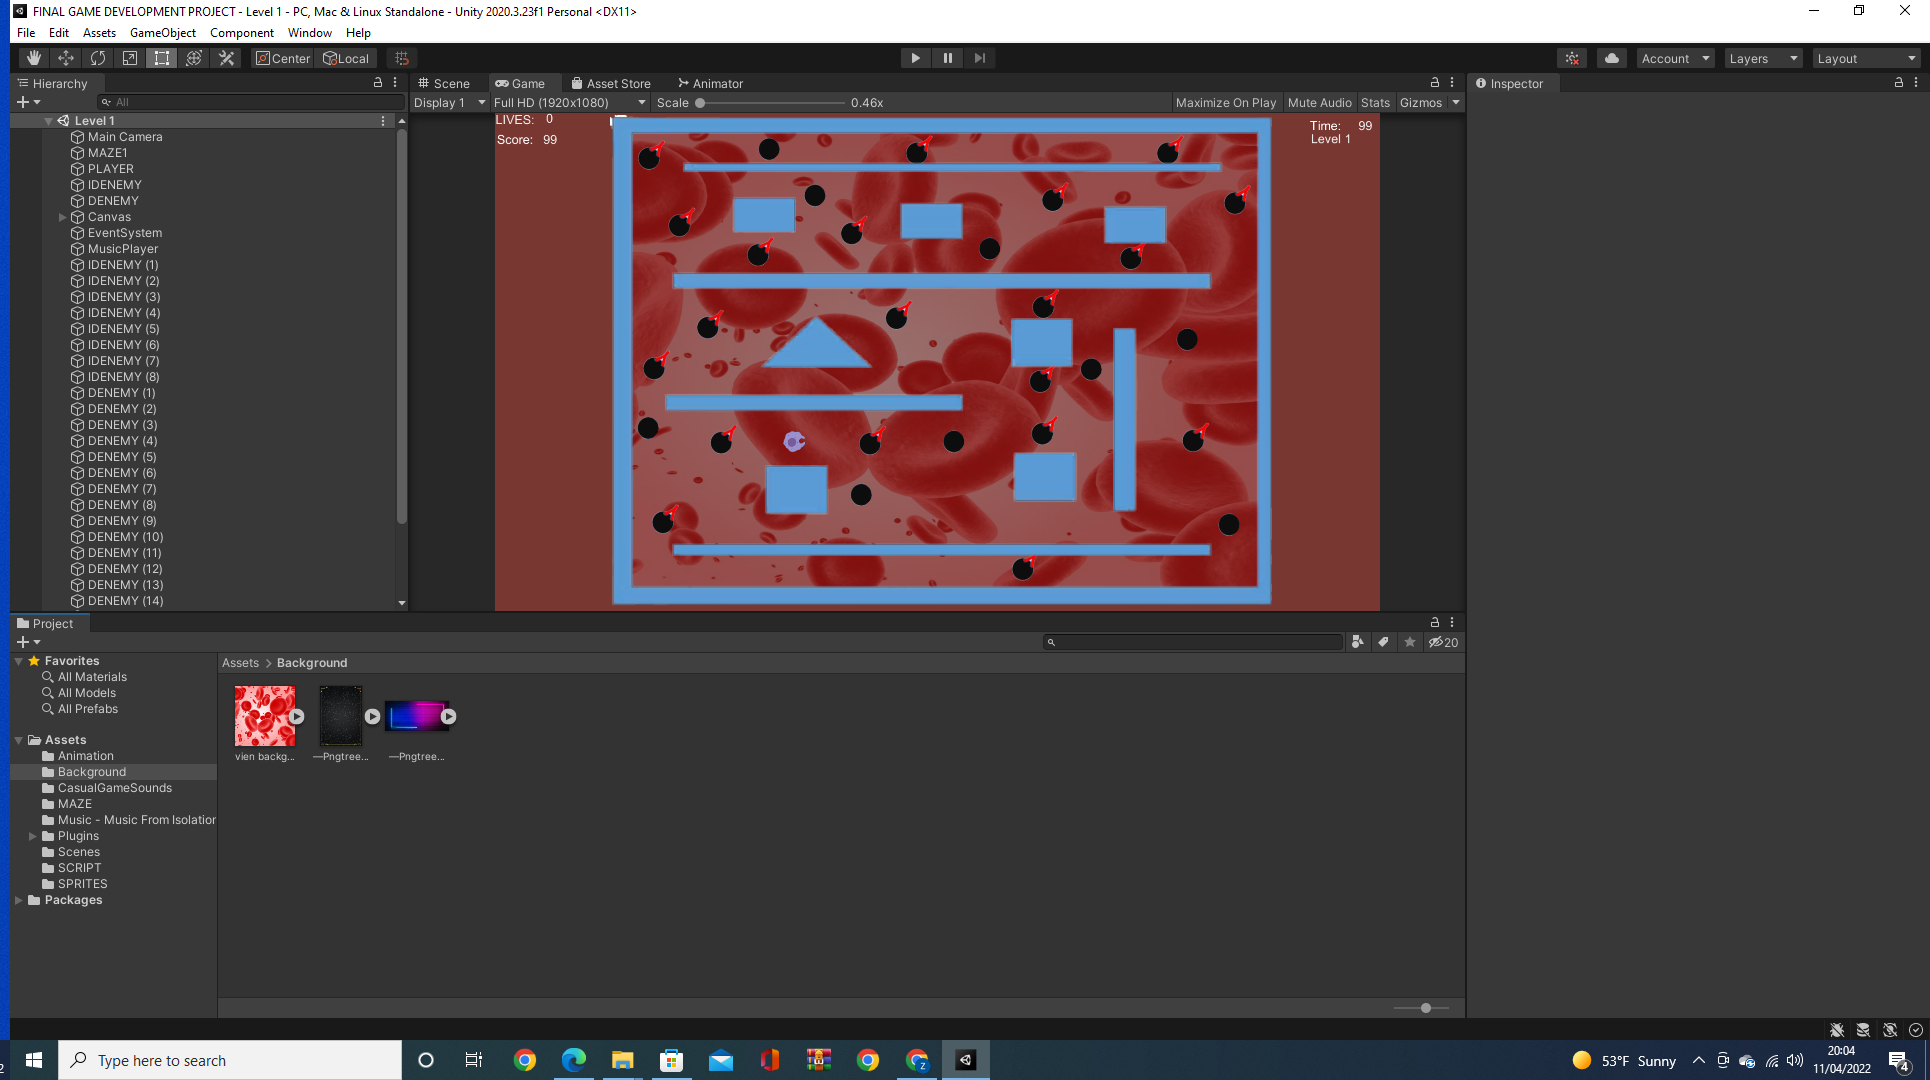 FINAL GAME DEVELOPMENT PROJECT - Level 1 - PC, Mac & Linux Standalone - Unity 2020.3.23f1 Personal <DX11>
File Edit Assets GameObject Component Window Help
Center Local Account Layers Layout
Hierarchy
All
Level 1
Main Camera
MAZE1
PLAYER
IDENEMY
DENEMY
Canvas
EventSystem
MusicPlayer
IDENEMY (1)
IDENEMY (2)
IDENEMY (3)
IDENEMY (4)
IDENEMY (5)
IDENEMY (6)
IDENEMY (7)
IDENEMY (8)
DENEMY (1)
DENEMY (2)
DENEMY (3)
DENEMY (4)
DENEMY (5)
DENEMY (6)
DENEMY (7)
DENEMY (8)
DENEMY (9)
DENEMY (10)
DENEMY (11)
DENEMY (12)
DENEMY (13)
DENEMY (14)
Scene Game Asset Store Animator
Display 1 Full HD (1920x1080) Scale 0.46x Maximize On Play Mute Audio Stats Gizmos
LIVES: 0
Score: 99
Time: 99
Level 1
Inspector
Project
20
Favorites
All Materials
All Models
All Prefabs
Assets
Animation
Background
CasualGameSounds
MAZE
Music - Music From Isolation
Plugins
Scenes
SCRIPT
SPRITES
Packages
Assets > Background
vien backg... —Pngtree... —Pngtree...
Type here to search
53°F Sunny
20:04
11/04/2022
4
2